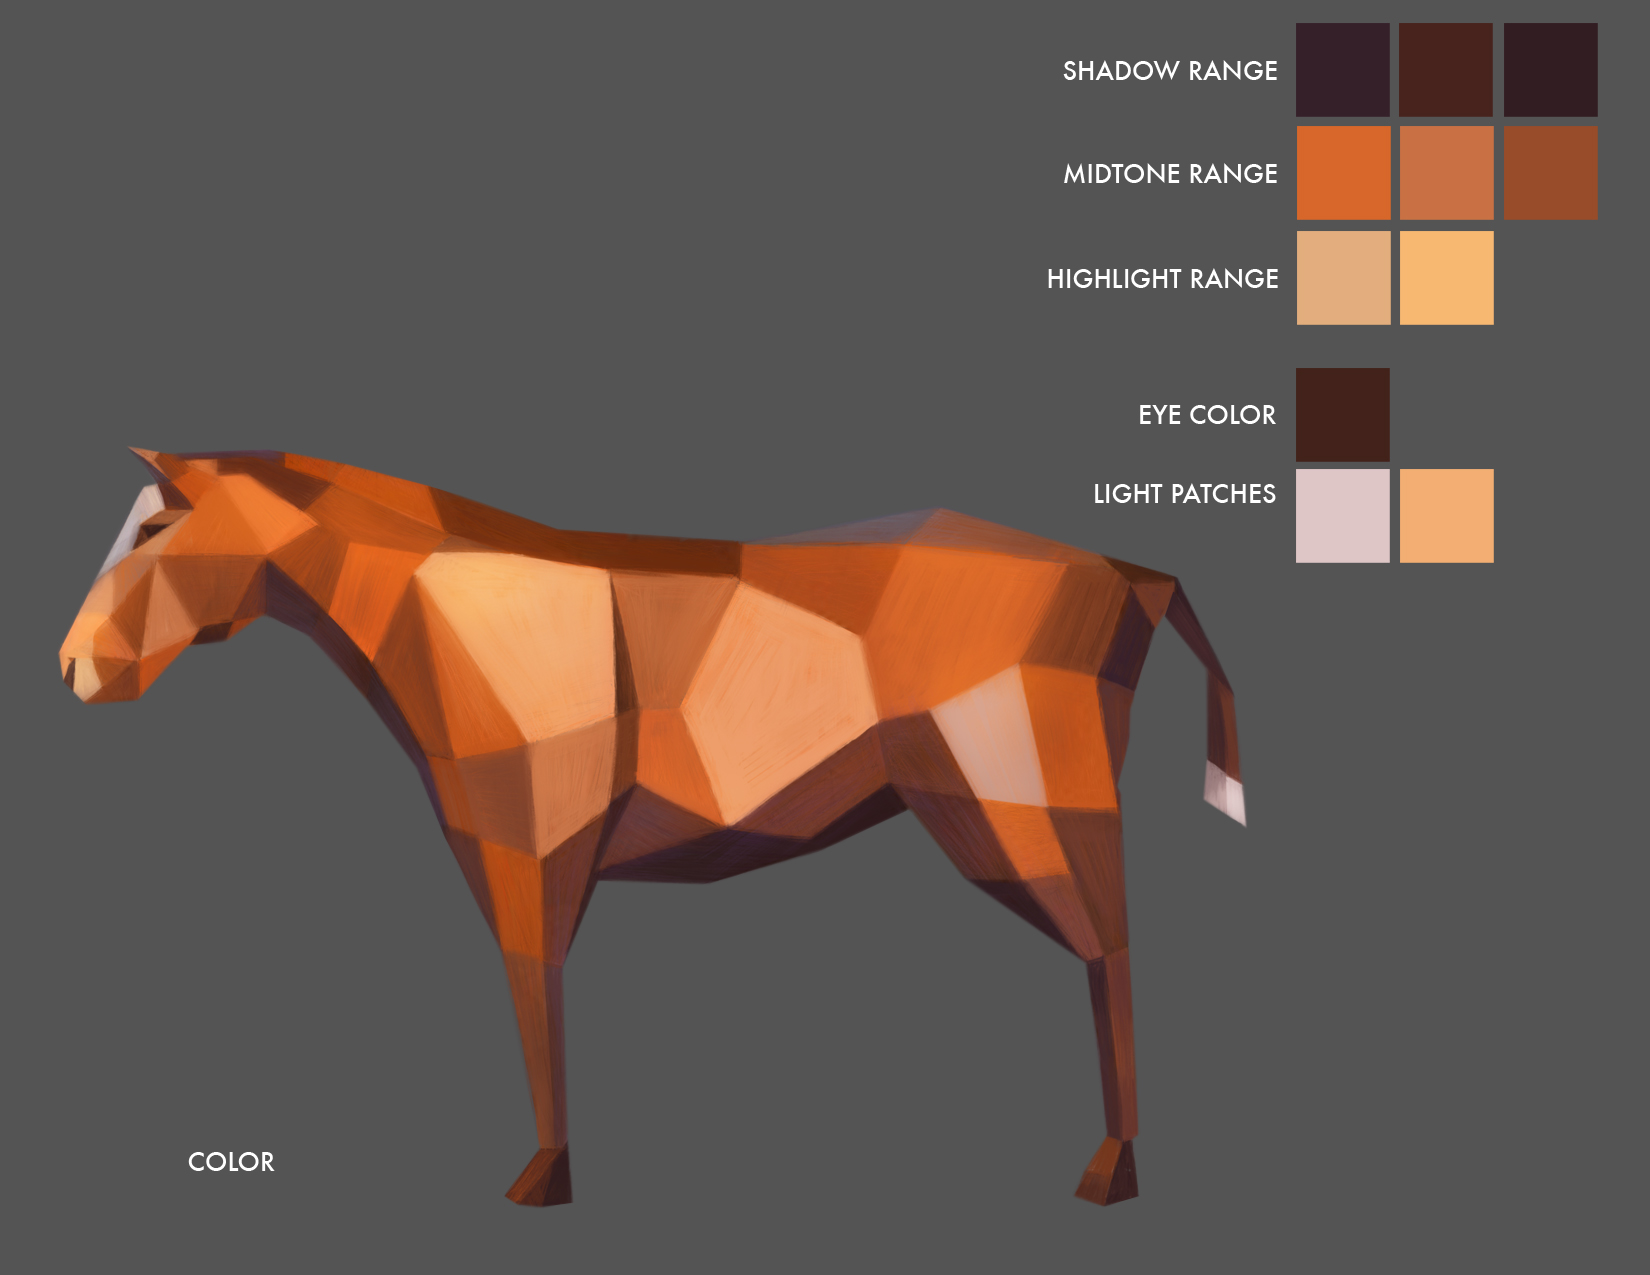 SHADOW RANGE
MIDTONE RANGE
HIGHLIGHT RANGE
EYE COLOR
LIGHT PATCHES
COLOR